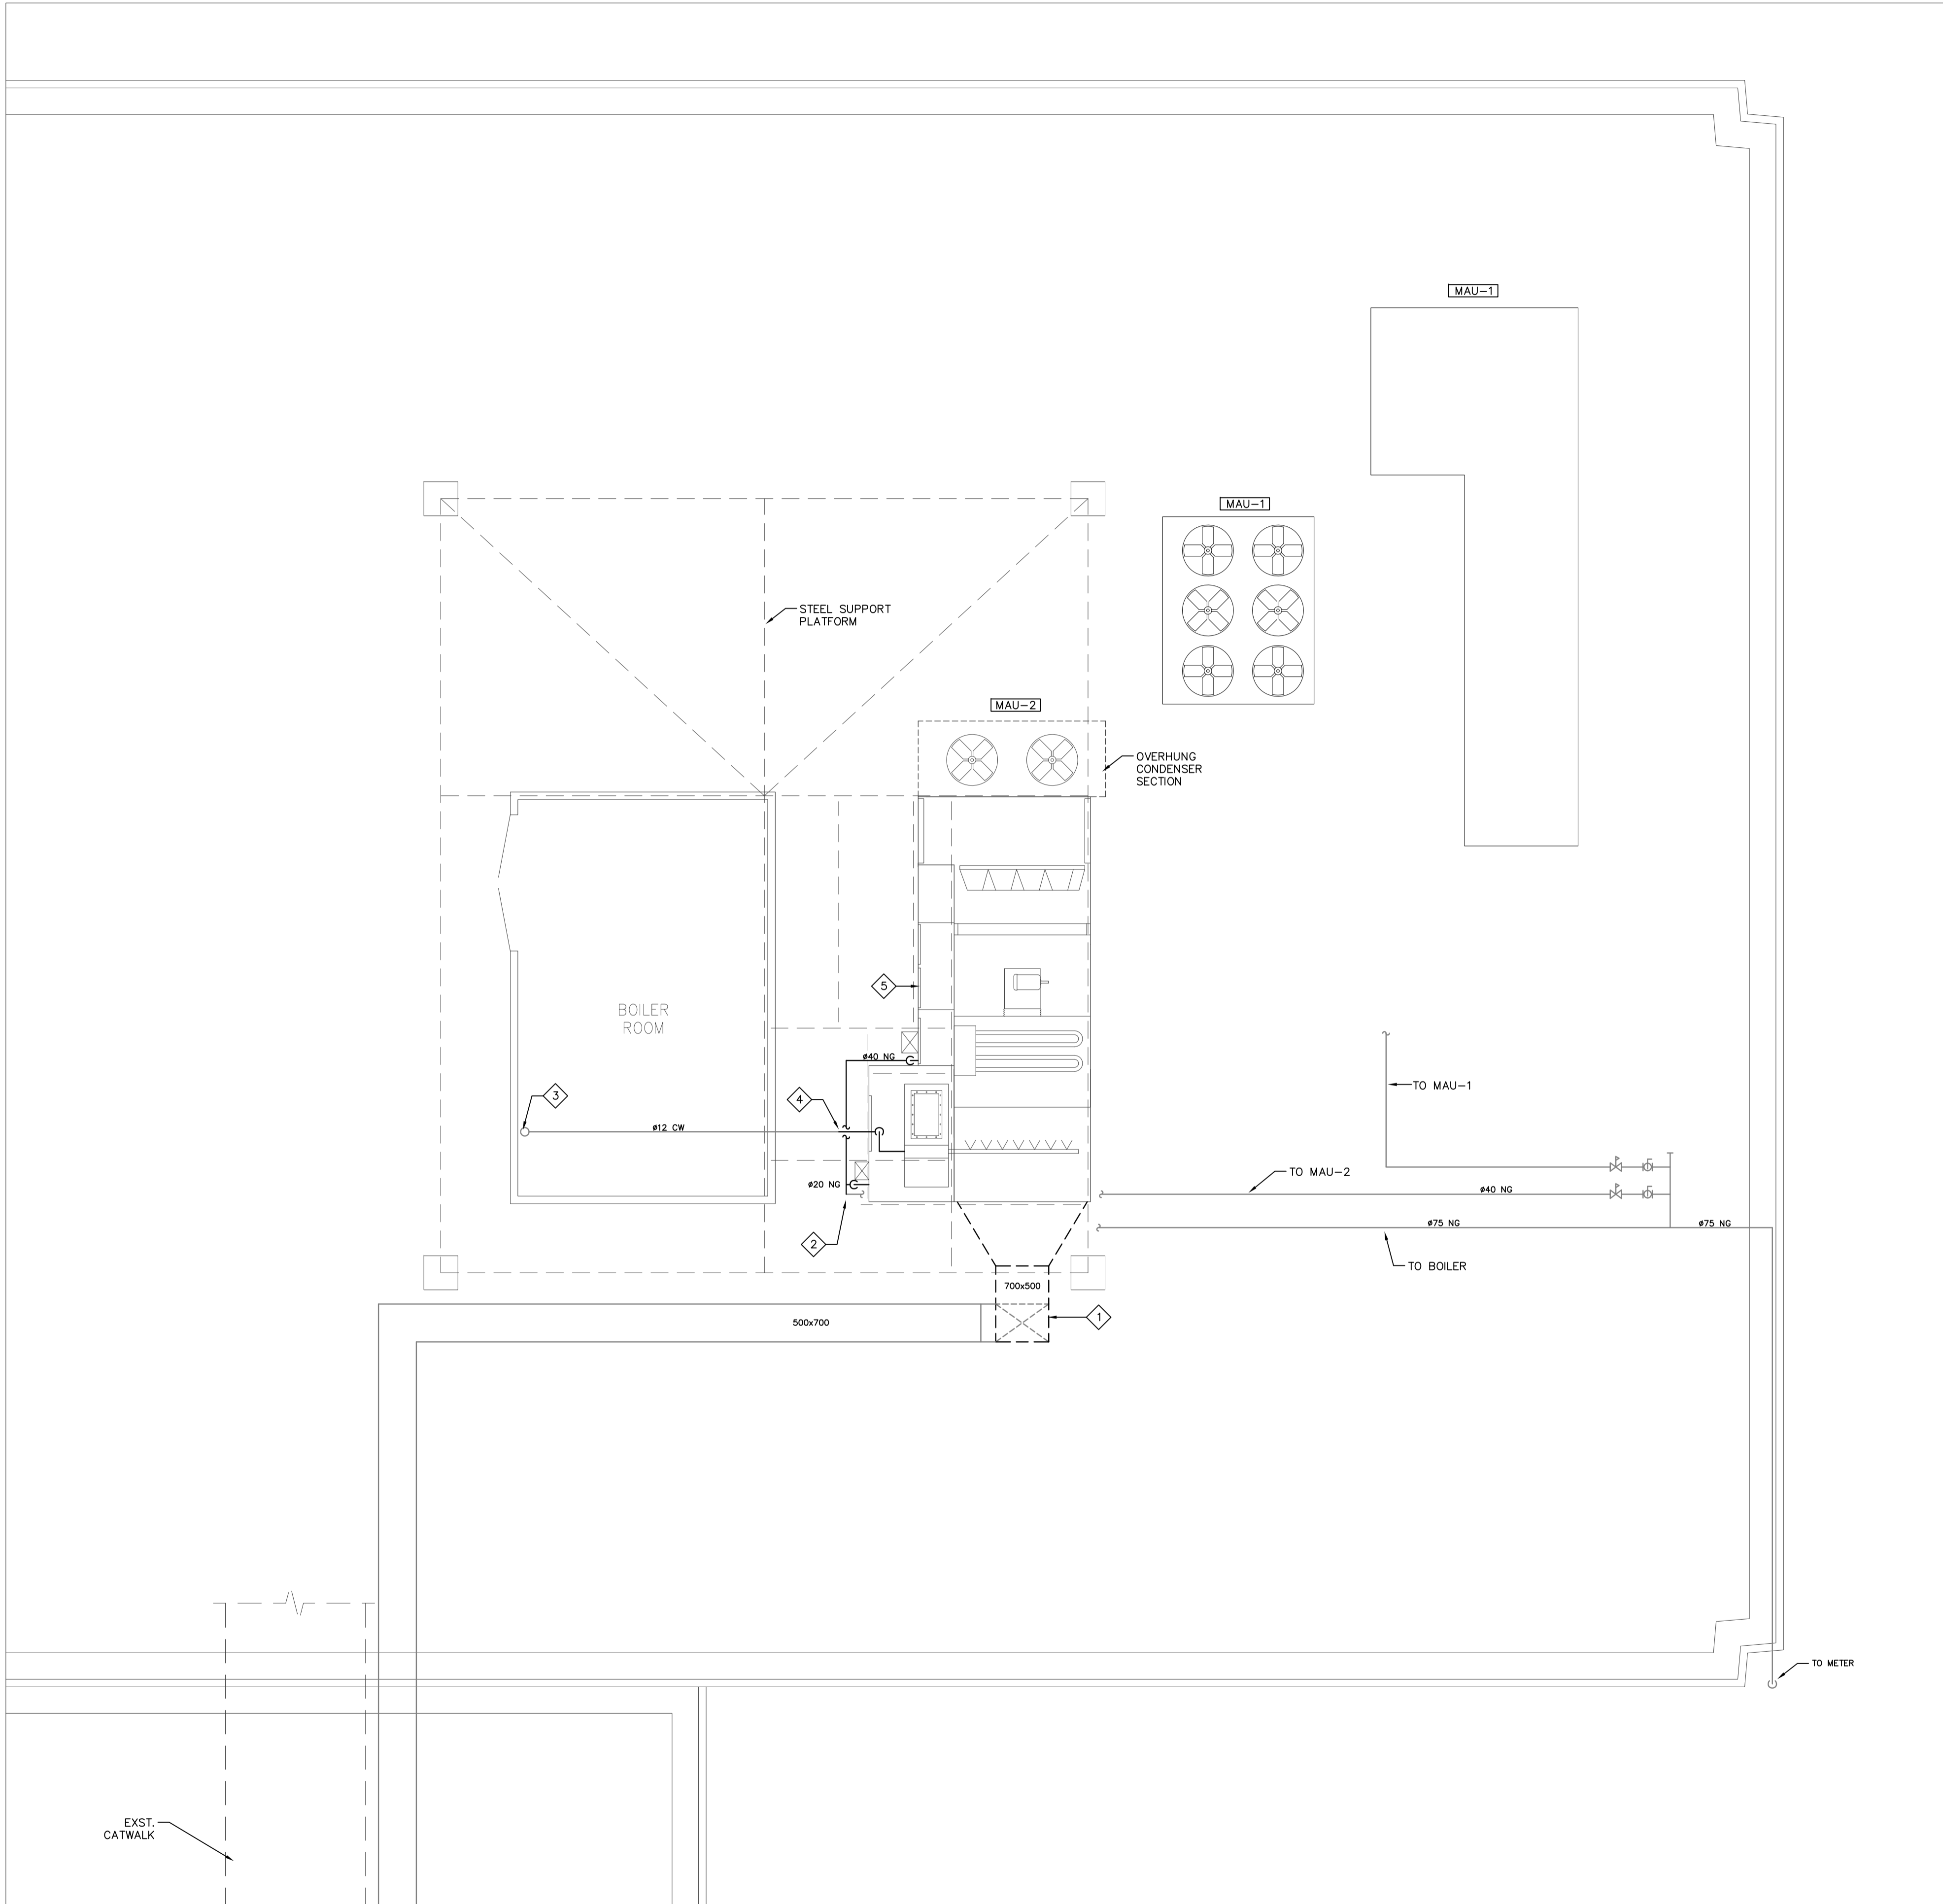 MAU-1
MAU-1
STEEL SUPPORT
PLATFORM
MAU-2
OVERHUNG
CONDENSER
SECTION
5
BOILER
ROOM
ø40 NG
3
4
TO MAU-1
ø12 CW
TO MAU-2
ø20 NG
ø40 NG
ø75 NG
ø75 NG
2
TO BOILER
700x500
1
500x700
TO METER
EXST.
CATWALK